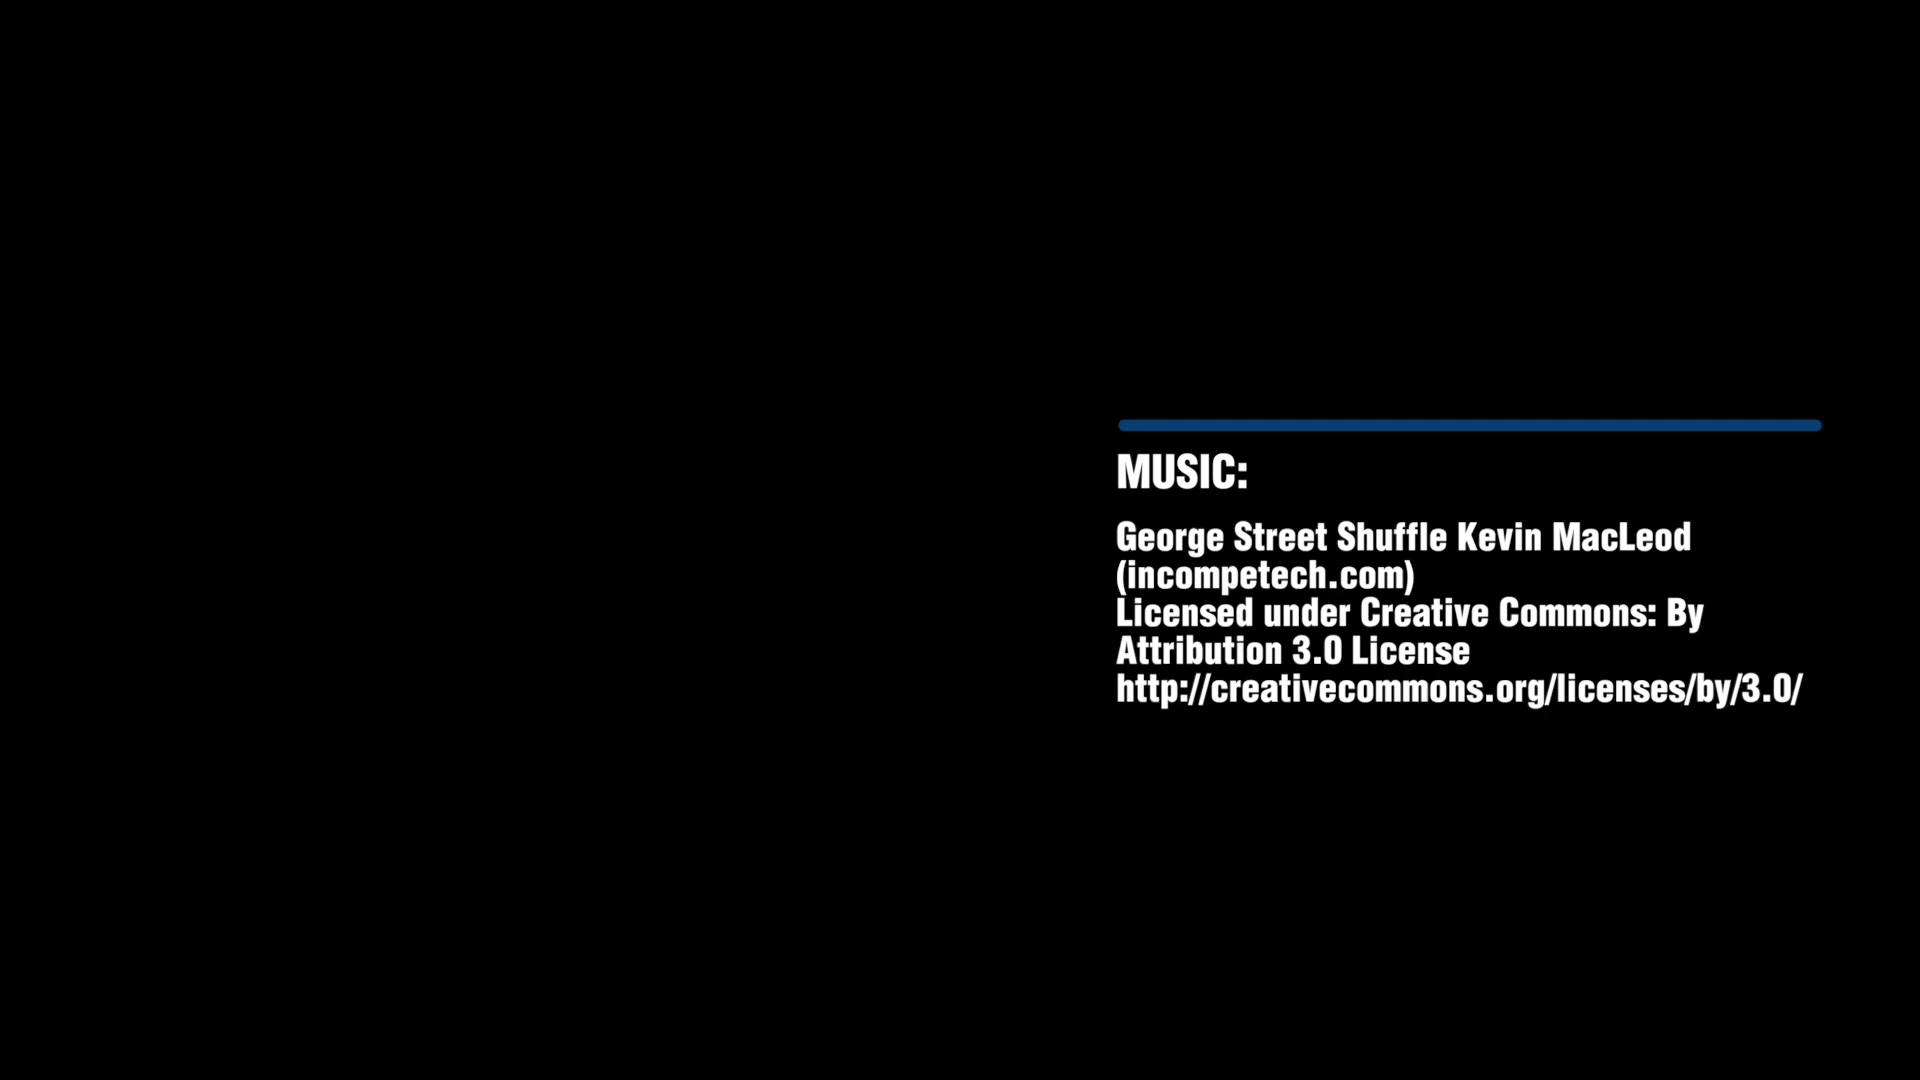 MUSIC:
George Street Shuffle Kevin MacLeod
(incompetech.com)
Licensed under Creative Commons: By
Attribution 3.0 License
http://creativecommons.org/licenses/by/3.0/